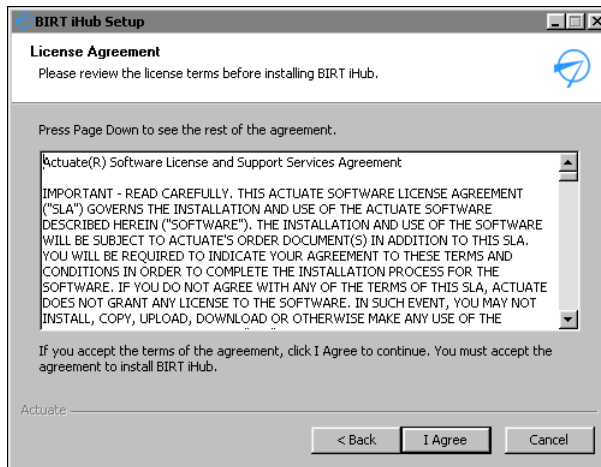 BIRT iHub Setup
License Agreement
Please review the license terms before installing BIRT iHub.
Press Page Down to see the rest of the agreement.
Actuate(R) Software License and Support Services Agreement
IMPORTANT - READ CAREFULLY. THIS ACTUATE SOFTWARE LICENSE AGREEMENT
("SLA") GOVERNS THE INSTALLATION AND USE OF THE ACTUATE SOFTWARE
DESCRIBED HEREIN ("SOFTWARE"). THE INSTALLATION AND USE OF THE SOFTWARE
WILL BE SUBJECT TO ACTUATE'S ORDER DOCUMENT(S) IN ADDITION TO THIS SLA.
YOU WILL BE REQUIRED TO INDICATE YOUR AGREEMENT TO THESE TERMS AND
CONDITIONS IN ORDER TO COMPLETE THE INSTALLATION PROCESS FOR THE
SOFTWARE. IF YOU DO NOT AGREE WITH ANY OF THE TERMS OF THIS SLA, ACTUATE
DOES NOT GRANT ANY LICENSE TO THE SOFTWARE. IN SUCH EVENT, YOU MAY NOT
INSTALL, COPY, UPLOAD, DOWNLOAD OR OTHERWISE MAKE ANY USE OF THE
If you accept the terms of the agreement, click I Agree to continue. You must accept the
agreement to install BIRT iHub.
Actuate
< Back I Agree Cancel